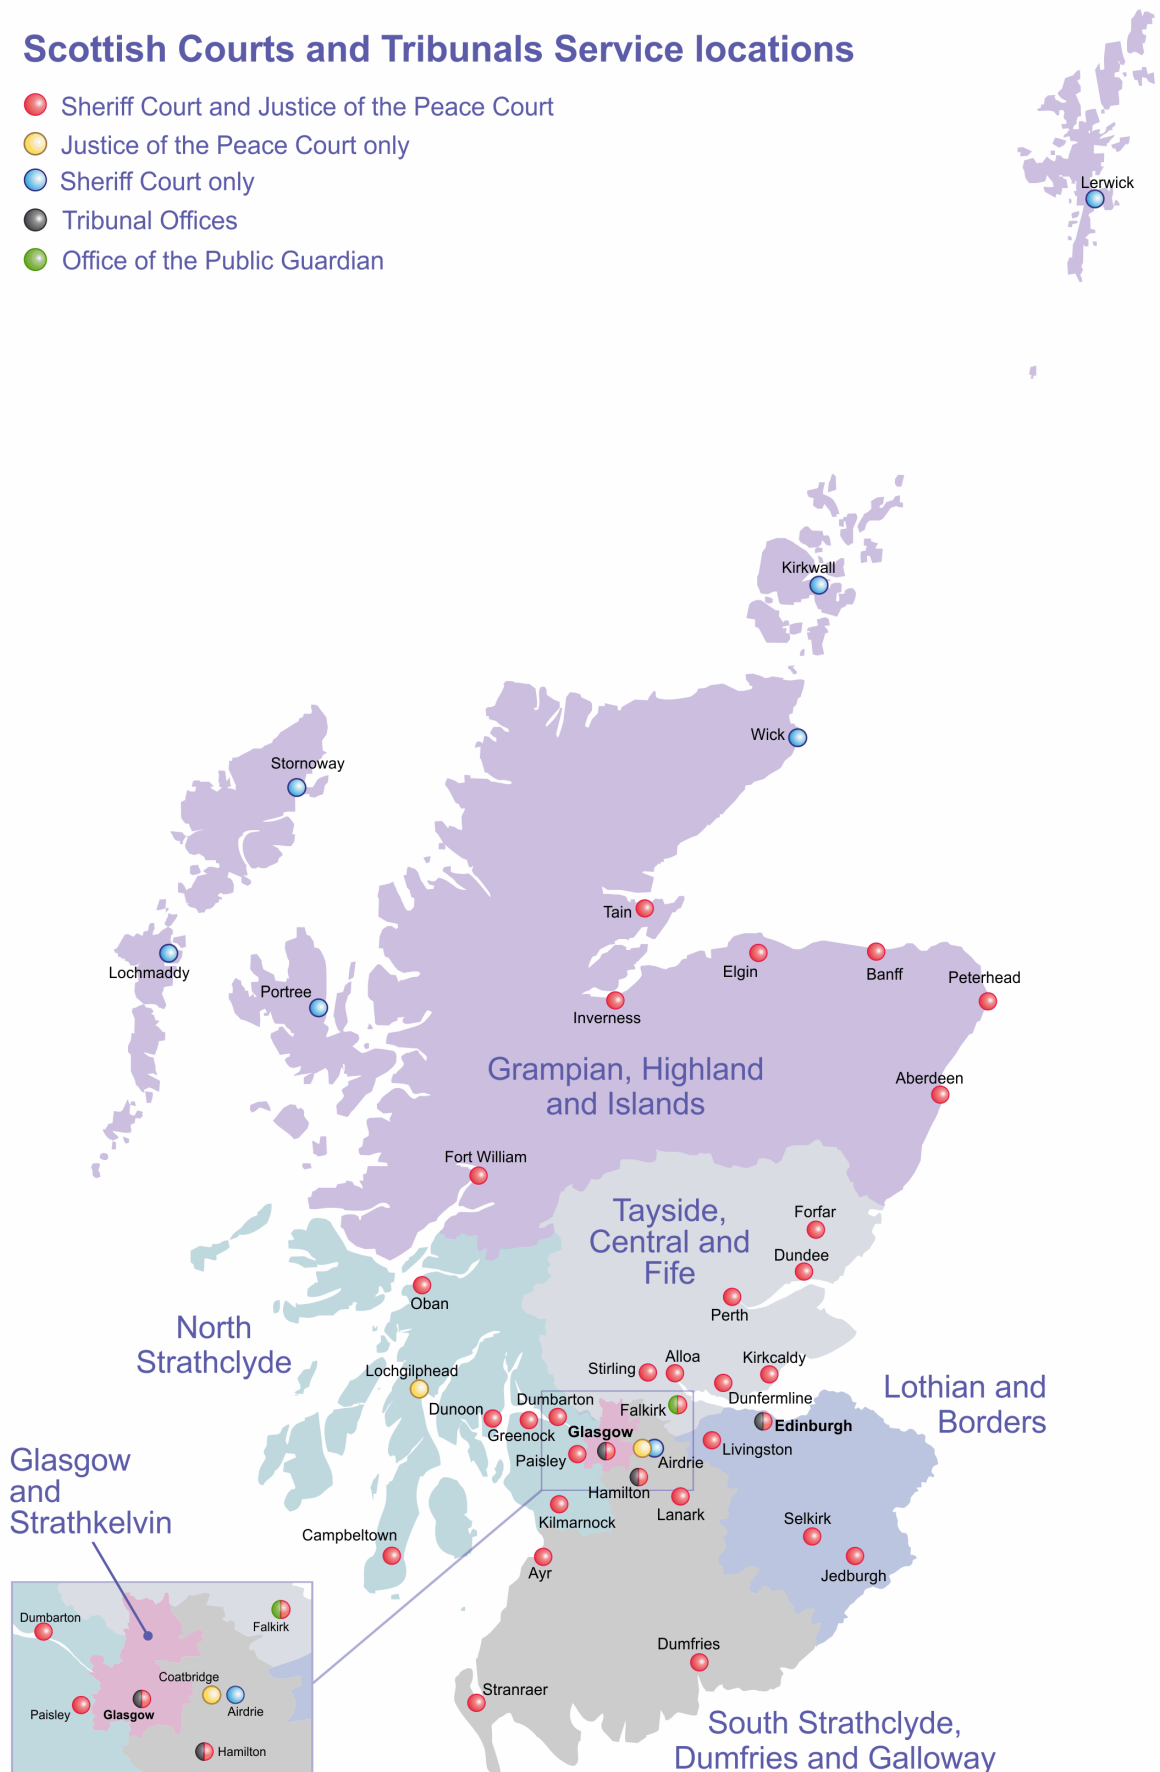 Scottish Courts and Tribunals Service locations
Sheriff Court and Justice of the Peace Court
Justice of the Peace Court only
Sheriff Court only
Tribunal Offices
Office of the Public Guardian
Lerwick
Kirkwall
Wick
Stornoway
Tain
Lochmaddy
Portree
Elgin
Banff
Peterhead
Inverness
Grampian, Highland
and Islands
Aberdeen
Fort William
Tayside,
Central and
Fife
Forfar
Dundee
Perth
Oban
North
Strathclyde
Lochgilphead
Stirling
Alloa
Kirkcaldy
Dunfermline
Lothian and
Borders
Dumbarton
Dunoon
Greenock
Falkirk
Glasgow
Edinburgh
Livingston
Paisley
Airdrie
Hamilton
Lanark
Kilmarnock
Selkirk
Jedburgh
Campbeltown
Ayr
Glasgow
and
Strathkelvin
Dumbarton
Falkirk
Coatbridge
Paisley
Glasgow
Airdrie
Hamilton
Dumfries
Stranraer
South Strathclyde,
Dumfries and Galloway